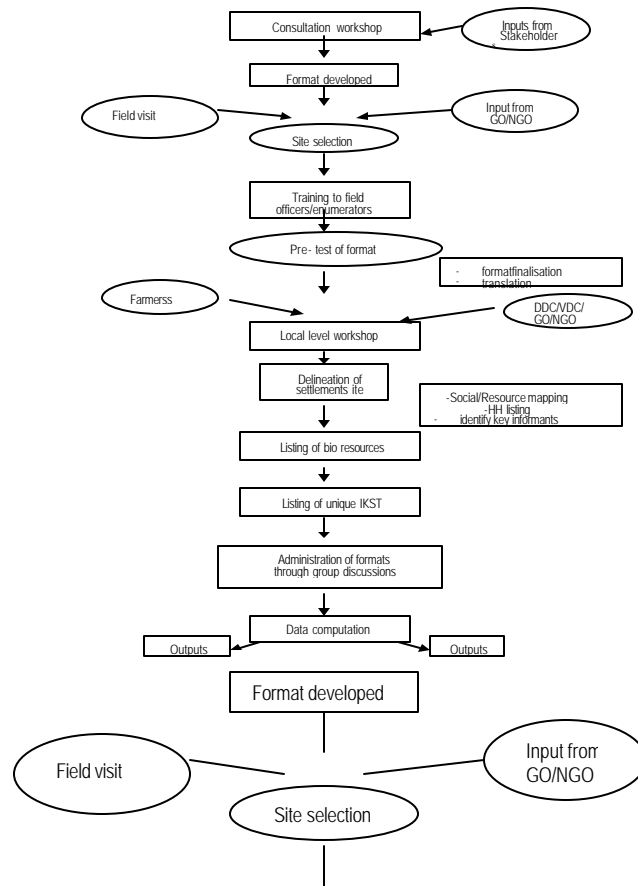 Consultation workshop
Inputs from
Stakeholder
s
Format developed
Field visit
Input from
GO/NGO
Site selection
Training to field
officers/enumerators
Pre- test of format
- formatfinalisation
- translation
Farmerss
DDC/VDC/
GO/NGO
Local level workshop
Delineation of
settlements ite
-Social/Resource mapping
-HH listing
- identify key informants
Listing of bio resources
Listing of unique IKST
Administration of formats
through group discussions
Data computation
Outputs
Outputs
Format developed
Field visit
Input from
GO/NGO
Site selection